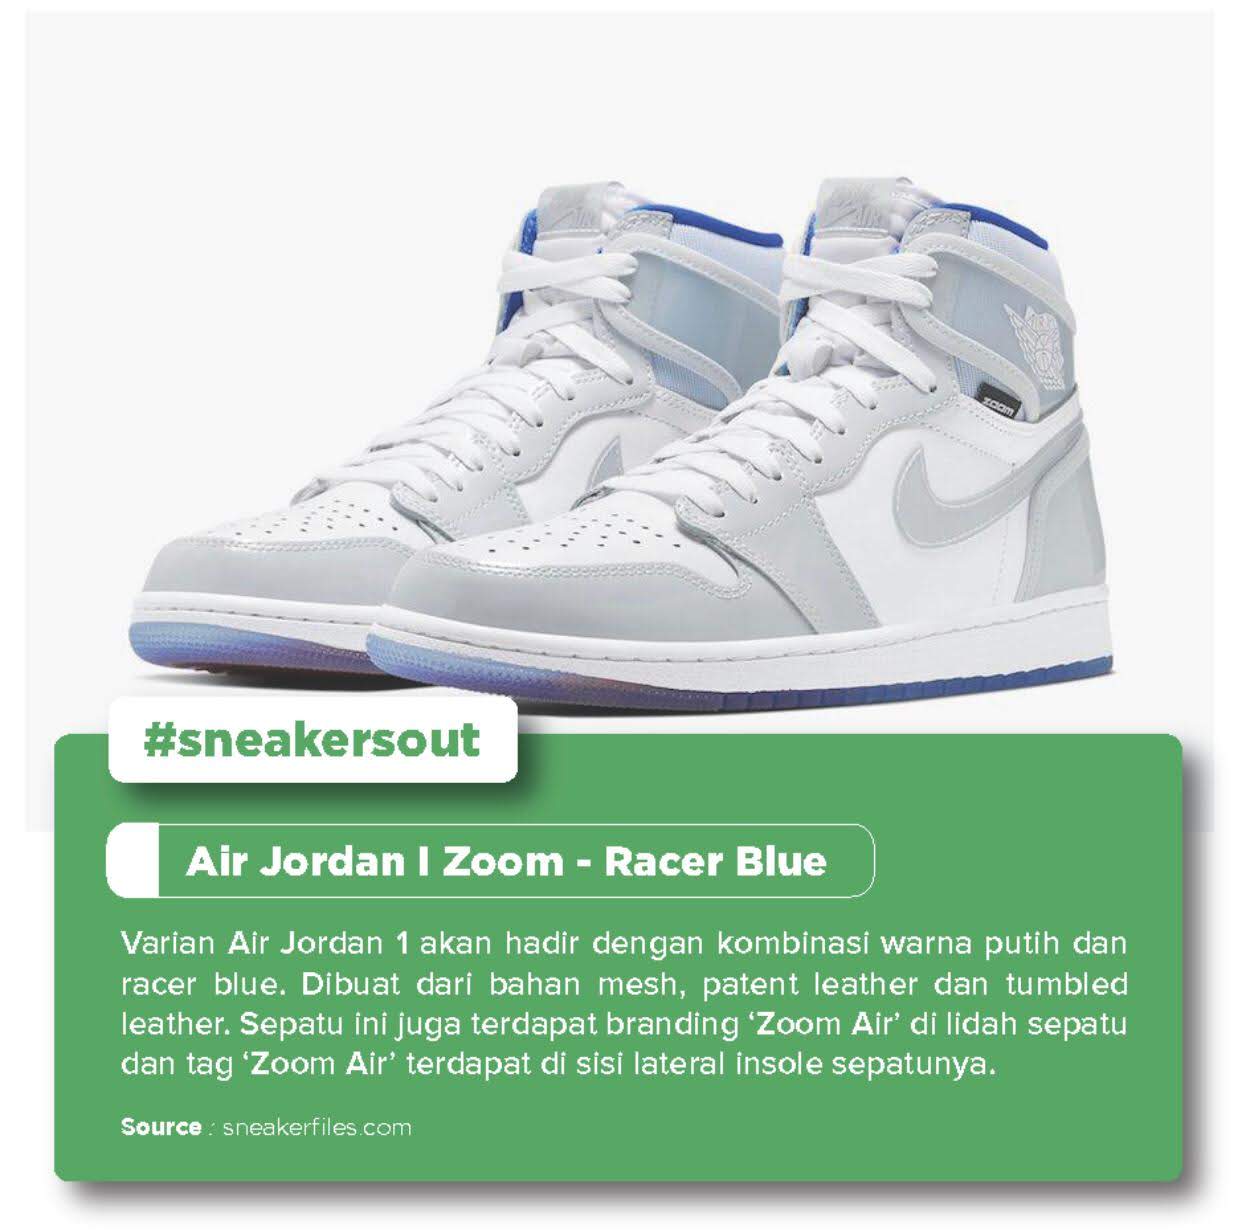 AIR
zoom
#sneakersout
Air Jordan I Zoom - Racer Blue
Varian Air Jordan 1 akan hadir dengan kombinasi warna putih dan
racer blue. Dibuat dari bahan mesh, patent leather dan tumbled
leather. Sepatu ini juga terdapat branding ‘Zoom Air’ di lidah sepatu
dan tag ‘Zoom Air’ terdapat di sisi lateral insole sepatunya.
Source : sneakerfiles.com